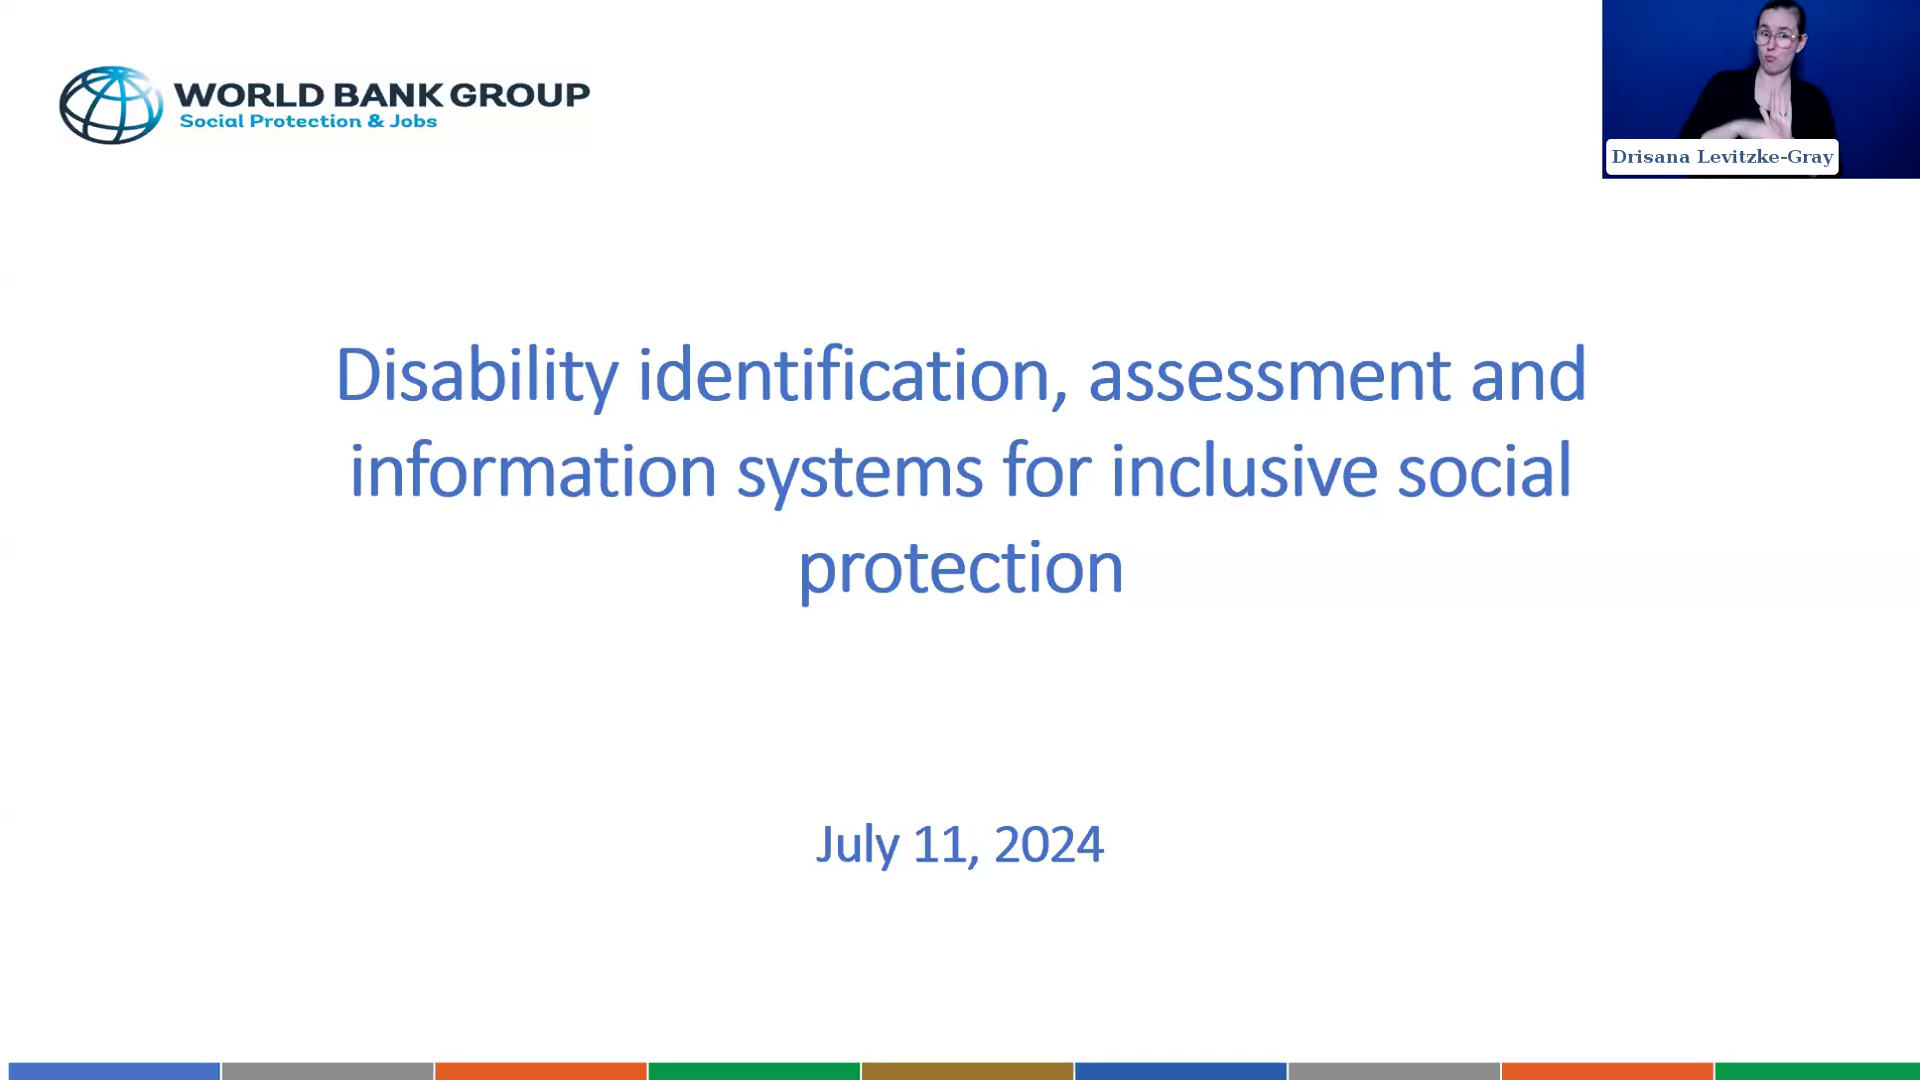 WORLD BANK GROUP
Social Protection & Jobs
Drisana Levitzke-Gray
Disability identification, assessment and
information systems for inclusive social
protection
July 11, 2024